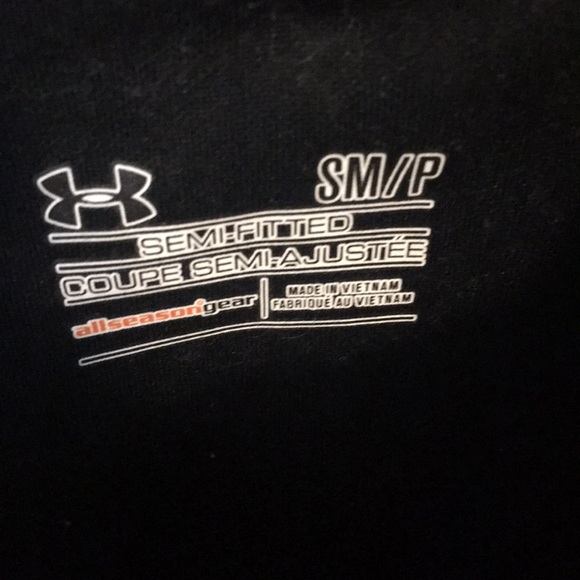 SM/P
SEMI-FITTED
COUPE SEMI-AJUSTÉE
allseasongear
MADE IN VIETNAM
FABRIQUÉ AU VIETNAM